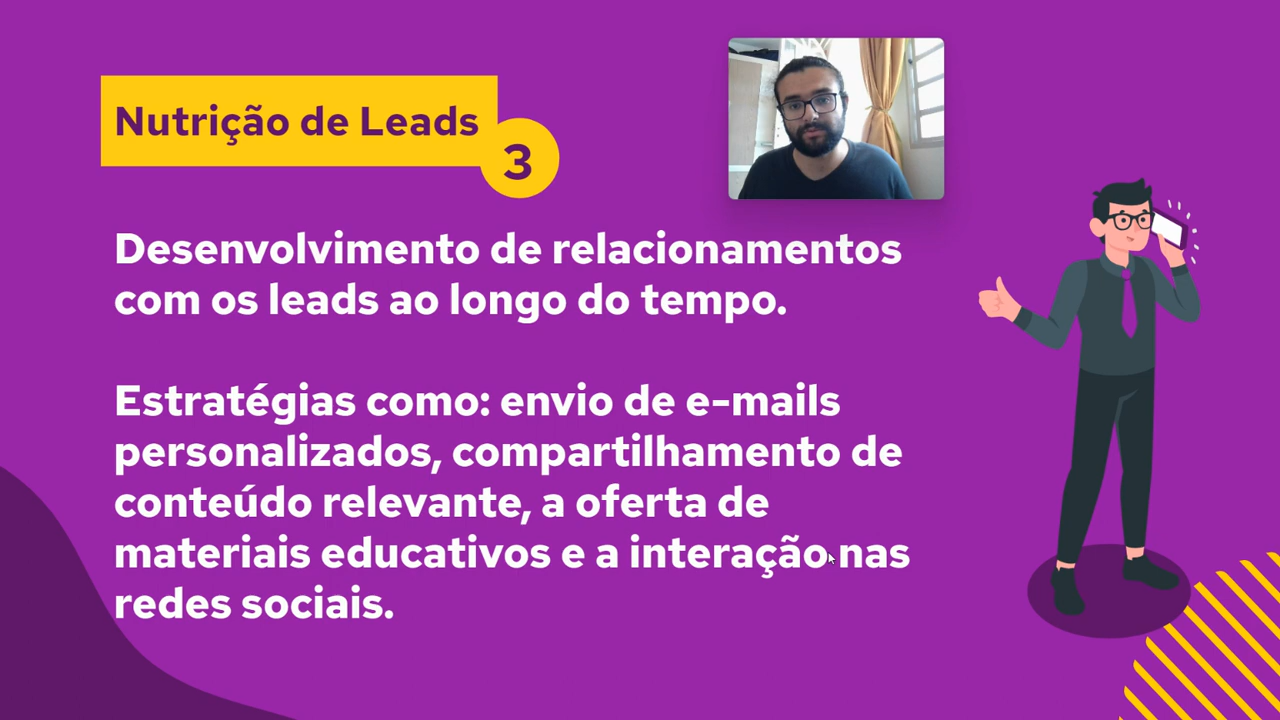 Nutrição de Leads
3
Desenvolvimento de relacionamentos
com os leads ao longo do tempo.
Estratégias como: envio de e-mails
personalizados, compartilhamento de
conteúdo relevante, a oferta de
materiais educativos e a interação nas
redes sociais.